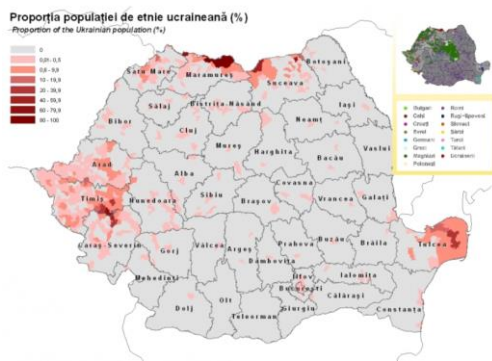 Proporția populației de etnie ucraineană (%)
Proportion of the Ukrainian population (%)
0
0,01 - 0,5
0,6 - 9,9
10 - 19,9
20 - 39,9
40 - 59,9
60 - 79,9
80 - 100
Satu Mare
Maramureș
Botoșani
Suceava
Bistrița-Năsăud
Sălaj
Bihor
Cluj
Iași
Neamț
Mureș
Harghita
Bacău
Vaslui
Arad
Alba
Timiș
Hunedoara
Sibiu
Brașov
Covasna
Vrancea
Galați
Caraș-Severin
Gorj
Vâlcea
Argeș
Prahova
Buzău
Brăila
Tulcea
Dâmbovița
Mehedinți
Ilfov
București
Ialomița
Călărași
Dolj
Olt
Teleorman
Giurgiu
Constanța
Bulgari
Cehi
Croați
Evrei
Germani
Greci
Maghiari
Polonezi
Romi
Ruși-lipoveni
Slovaci
Sârbi
Turci
Tătari
Ucraineni